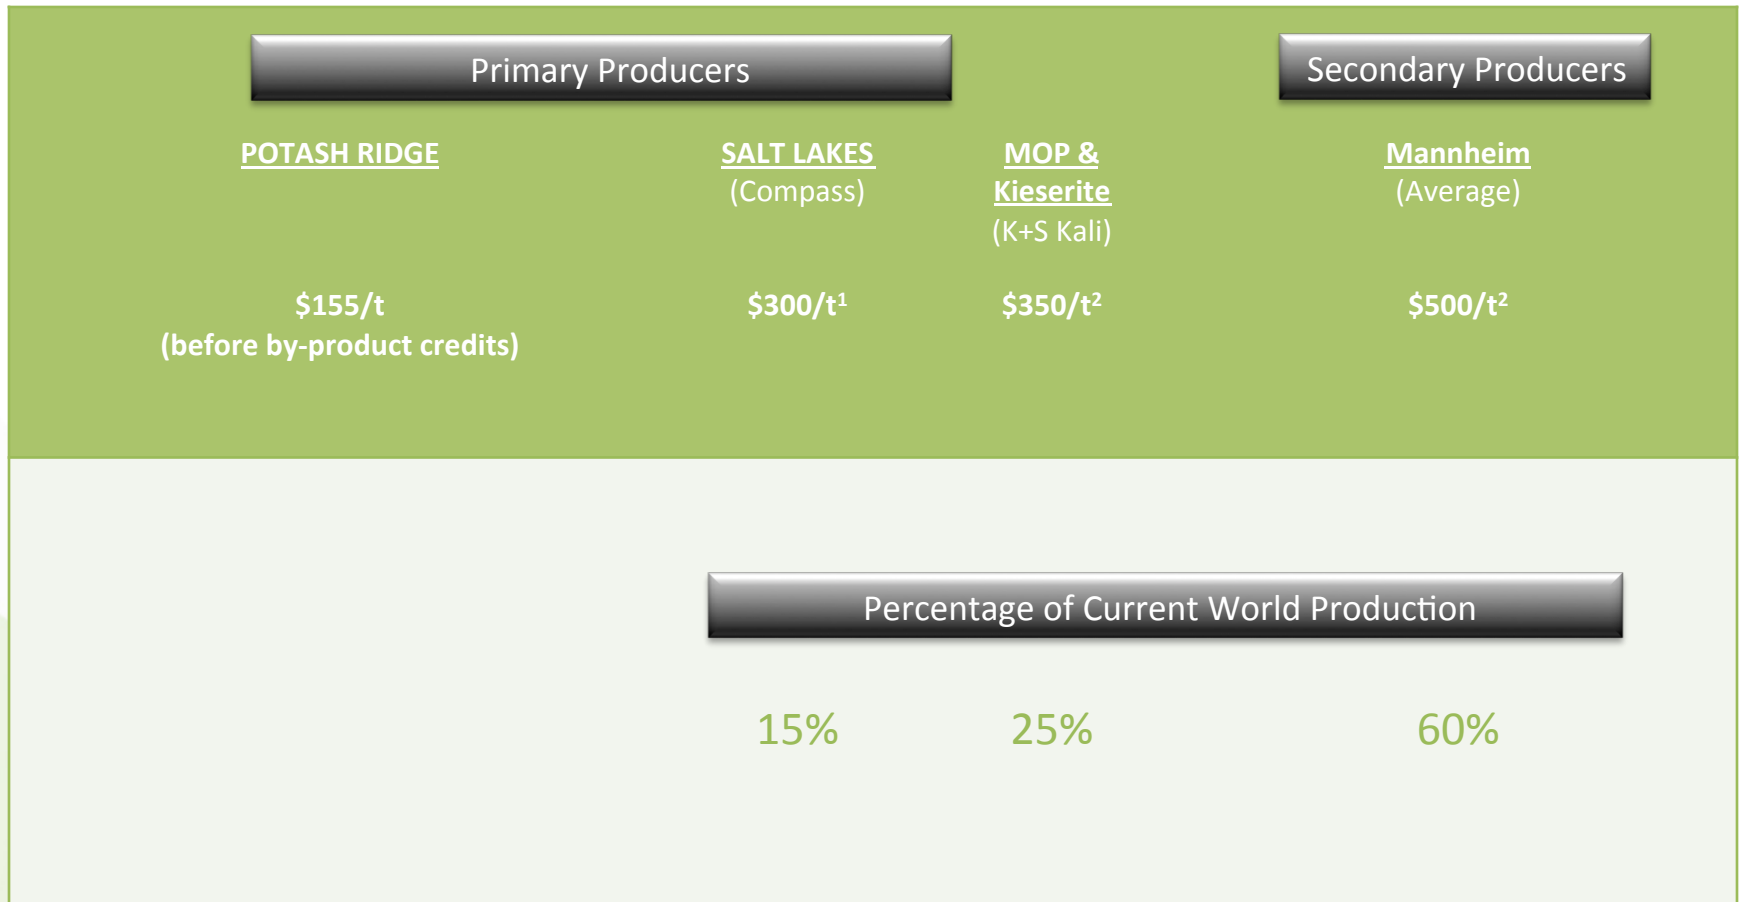 Primary Producers
Secondary Producers
POTASH RIDGE
SALT LAKES
(Compass)
MOP &
Kieserite
(K+S Kali)
Mannheim
(Average)
$155/t
(before by-product credits)
$300/t¹
$350/t²
$500/t²
Percentage of Current World Production
15%
25%
60%